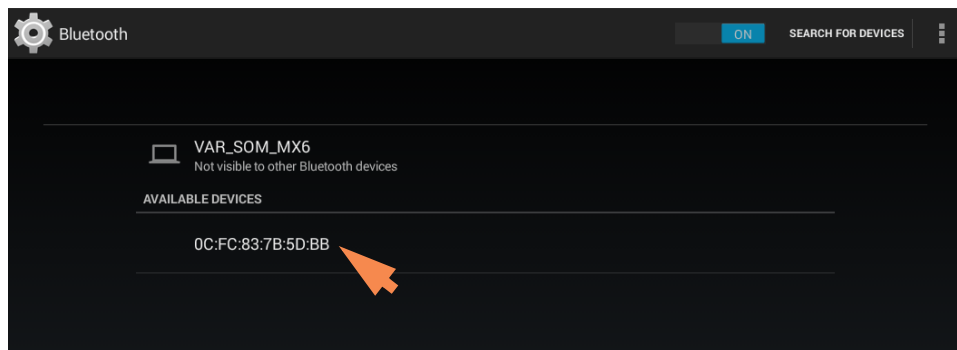 Bluetooth
ON
SEARCH FOR DEVICES
VAR_SOM_MX6
Not visible to other Bluetooth devices
AVAILABLE DEVICES
0C:FC:83:7B:5D:BB